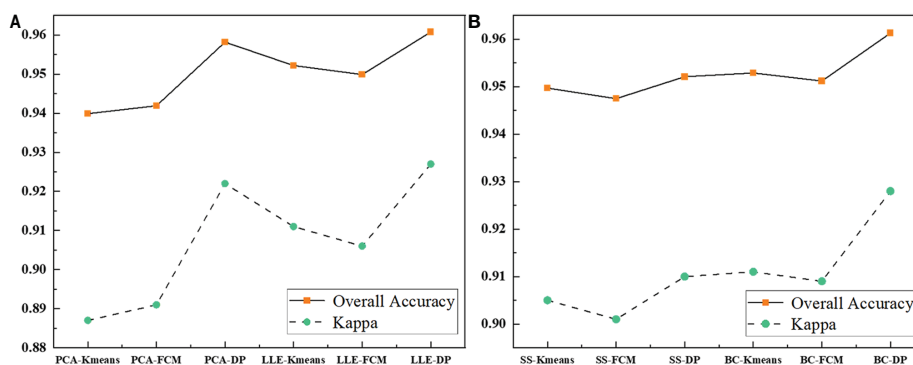 A
0.96
0.95
0.94
0.93
0.92
0.91
0.90
0.89
0.88
Overall Accuracy
Kappa
PCA-Kmeans PCA-FCM PCA-DP LLE-Kmeans LLE-FCM LLE-DP
B
0.96
0.95
0.94
0.93
0.92
0.91
0.90
Overall Accuracy
Kappa
SS-Kmeans SS-FCM SS-DP BC-Kmeans BC-FCM BC-DP